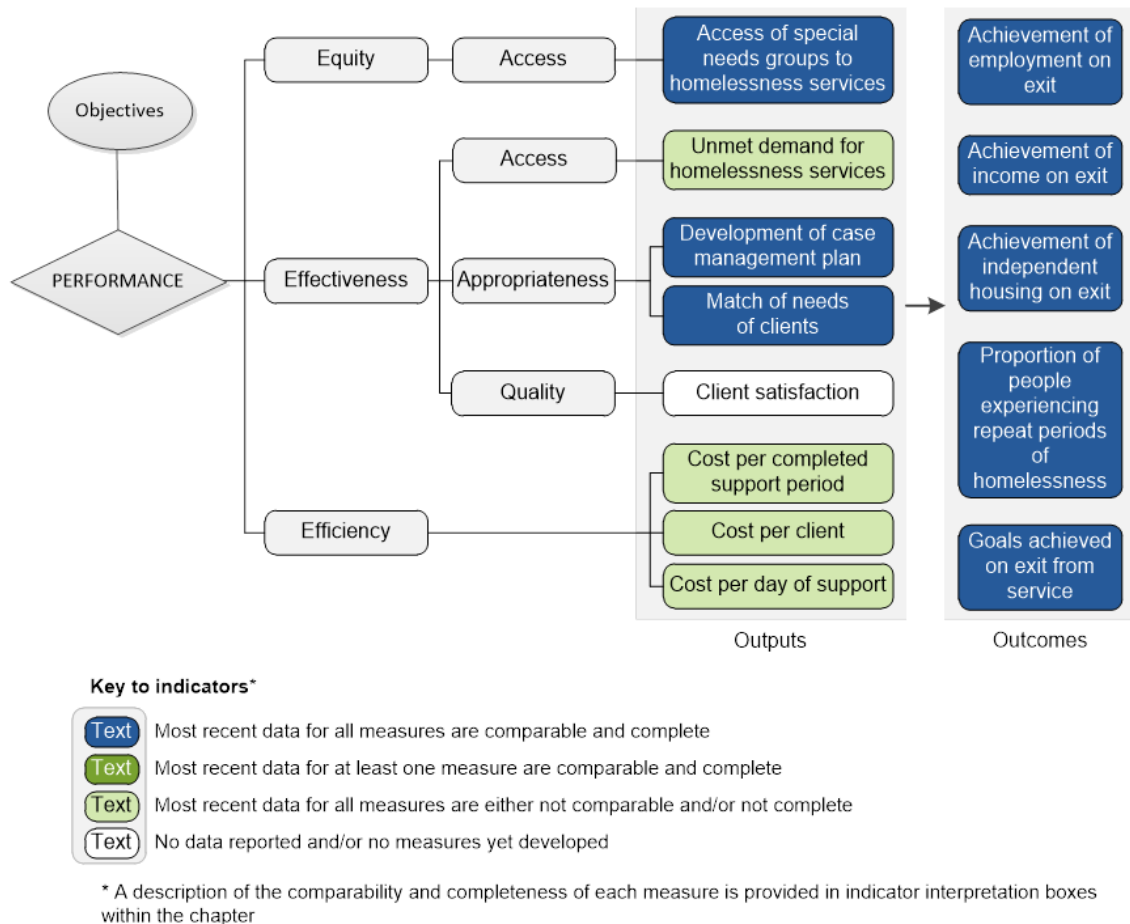 Objectives
PERFORMANCE
Equity
Access
Access of special
needs groups to
homelessness services
Effectiveness
Access
Unmet demand for
homelessness services
Appropriateness
Development of case
management plan
Match of needs
of clients
Quality
Client satisfaction
Efficiency
Cost per completed
support period
Cost per client
Cost per day of support
Outputs
Achievement of
employment on
exit
Achievement of
income on exit
Achievement of
independent
housing on exit
Proportion of
people
experiencing
repeat periods
of
homelessness
Goals achieved
on exit from
service
Outcomes
Key to indicators*
Text Most recent data for all measures are comparable and complete
Text Most recent data for at least one measure are comparable and complete
Text Most recent data for all measures are either not comparable and/or not complete
Text No data reported and/or no measures yet developed
* A description of the comparability and completeness of each measure is provided in indicator interpretation boxes
within the chapter